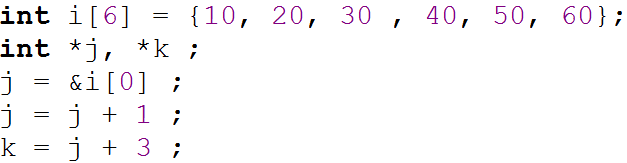 int i[6] = {10, 20, 30 , 40, 50, 60};
int *j, *k ;
j = &i[0] ;
j = j + 1 ;
k = j + 3 ;